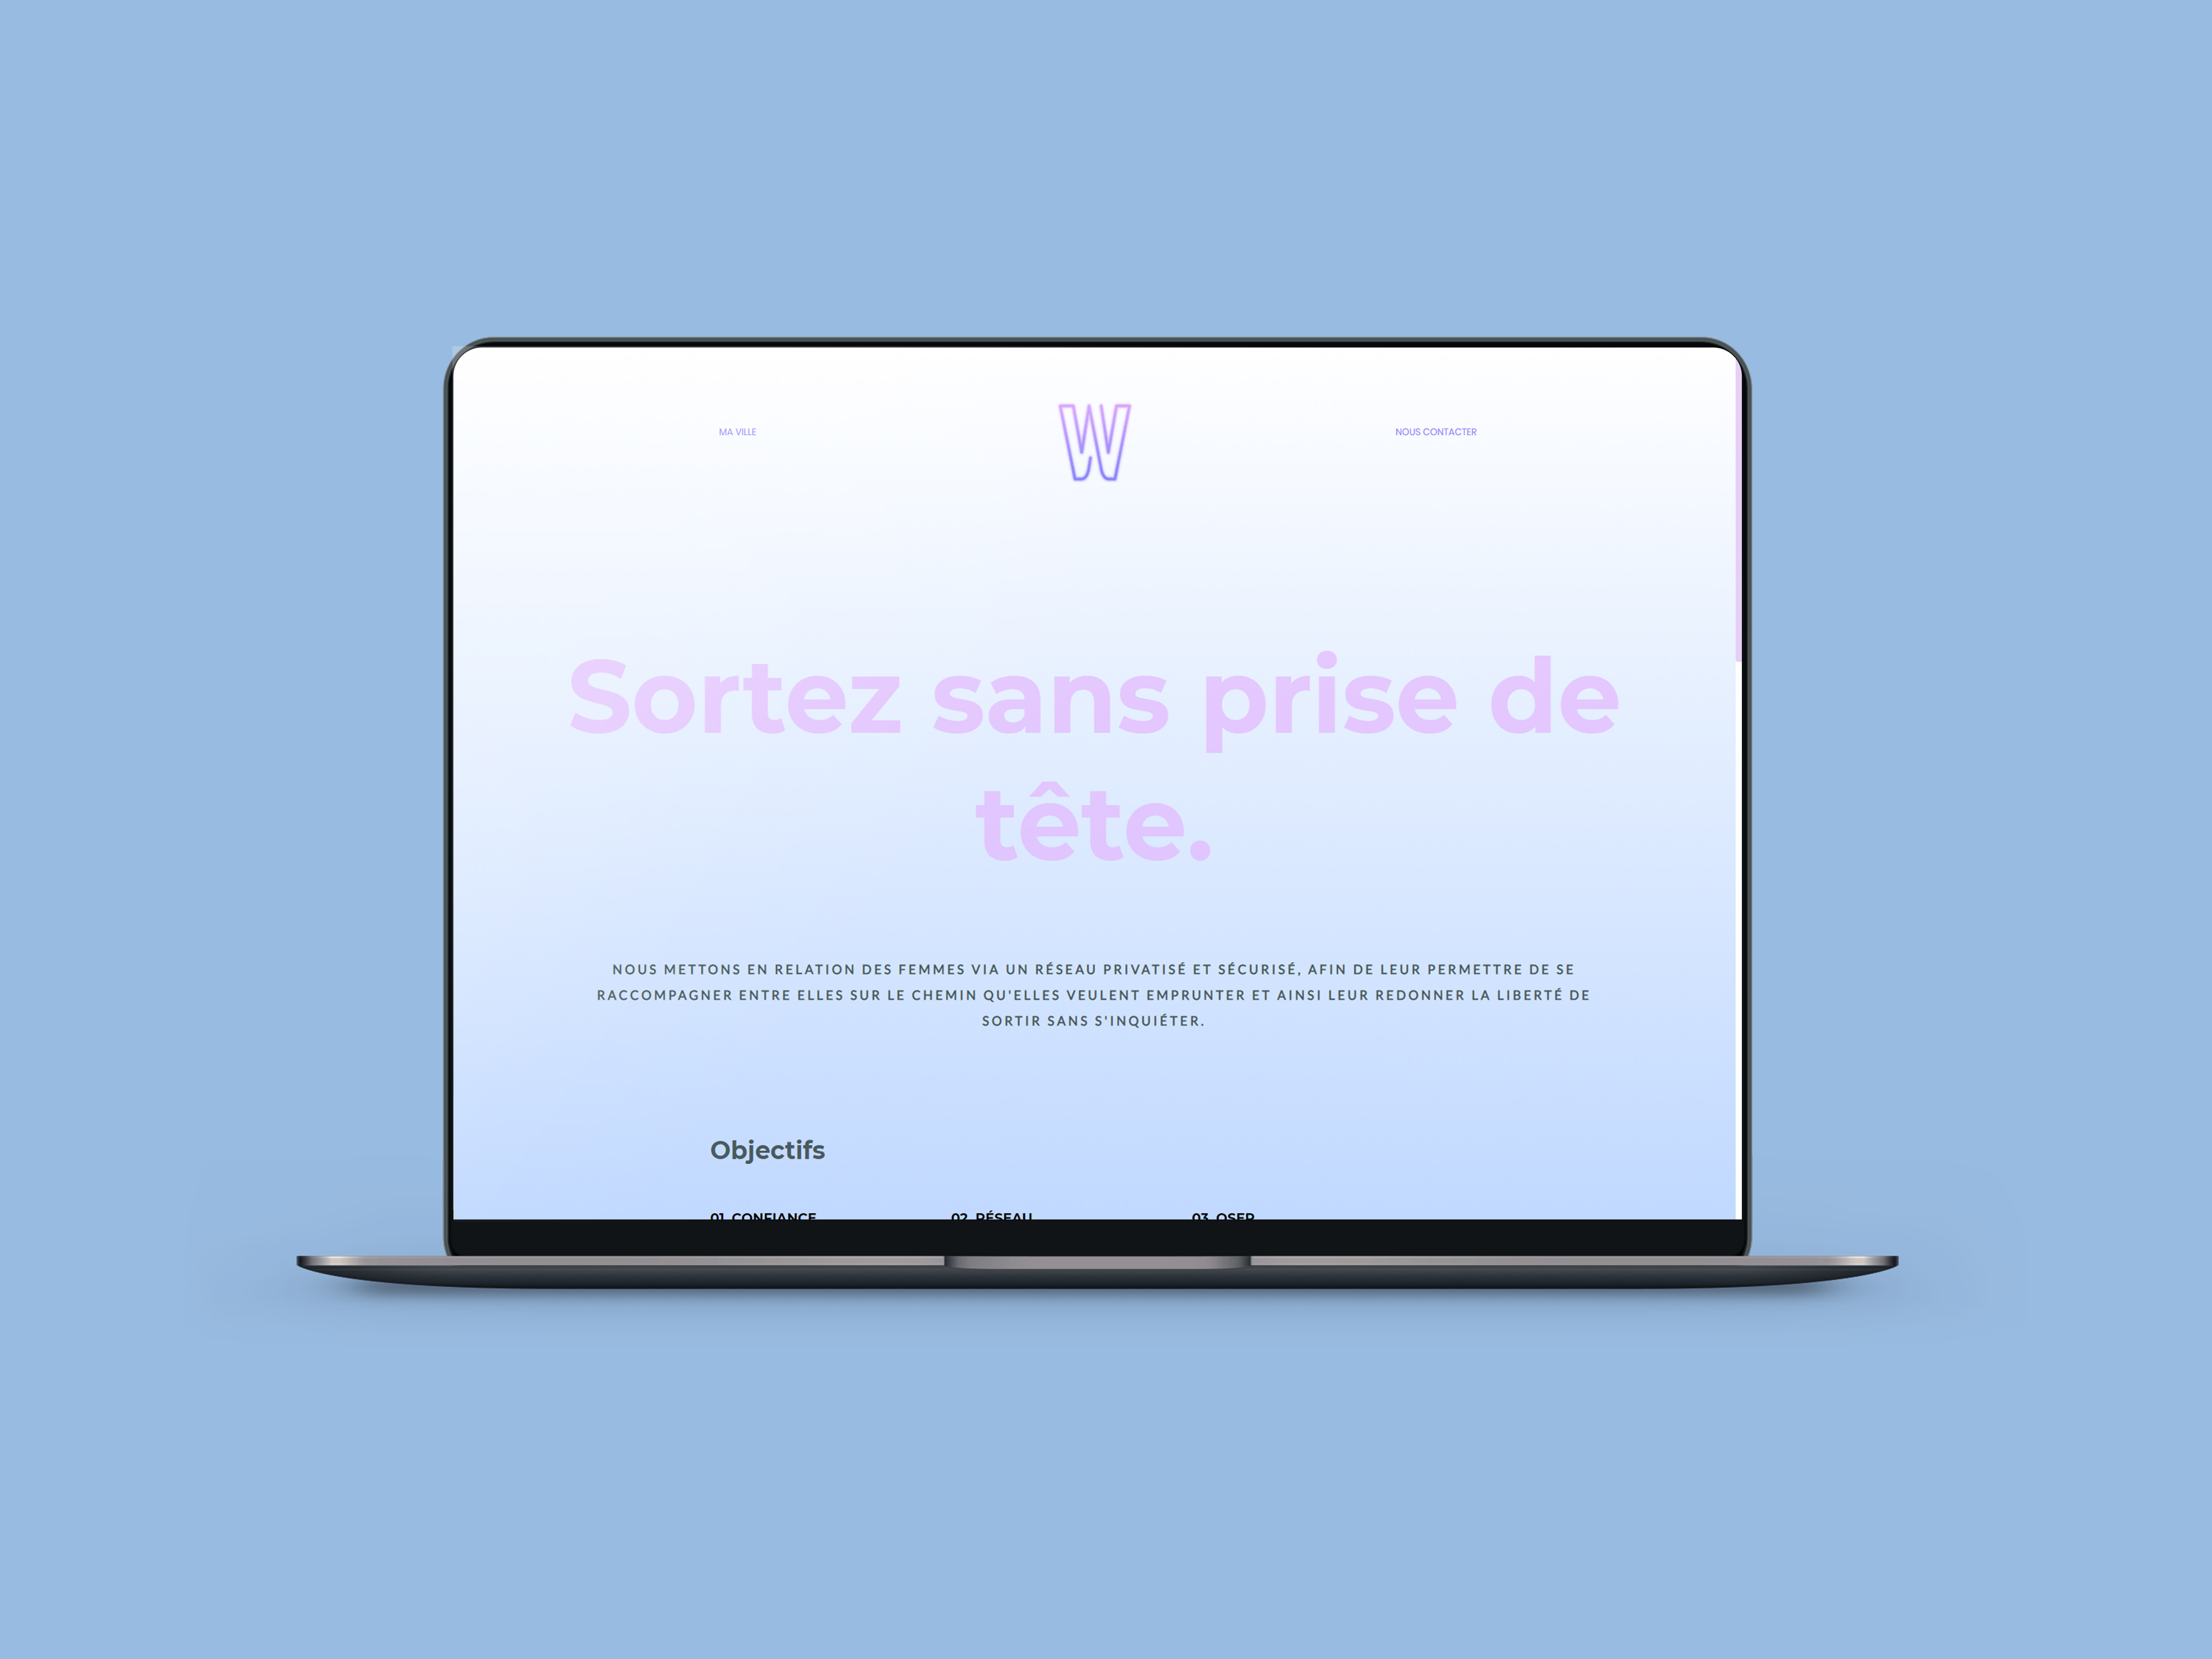 MA VILLE
W
NOUS CONTACTER
Sortez sans prise de
tête.
NOUS METTONS EN RELATION DES FEMMES VIA UN RÉSEAU PRIVATISÉ ET SÉCURISÉ, AFIN DE LEUR PERMETTRE DE SE
RACCOMPAGNER ENTRE ELLES SUR LE CHEMIN QU'ELLES VEULENT EMPRUNTER ET AINSI LEUR REDONNER LA LIBERTÉ DE
SORTIR SANS S'INQUIÉTER.
Objectifs
01. CONFIANCE
02. RÉSEAU
03. OSER